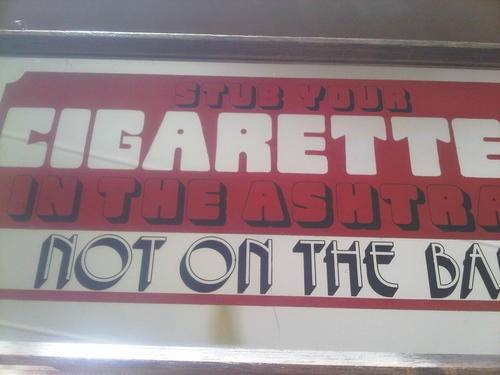 STUB YOUR
CIGARETTE
IN THE ASHTRA
NOT ON THE BA